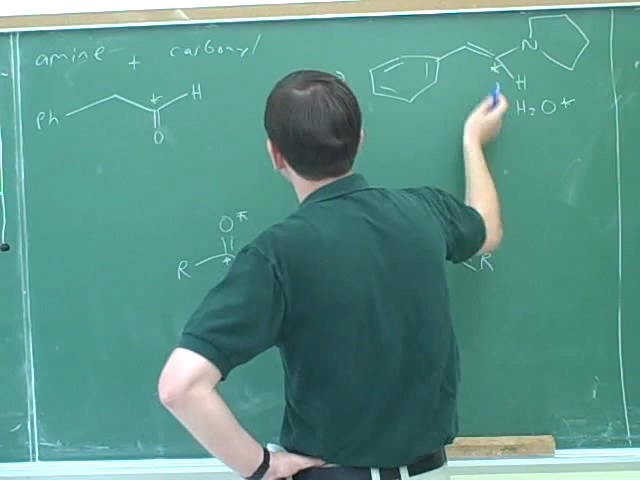 amine + carbonyl
Ph * H
O
N
* H
H₂O*
O*
R *
R